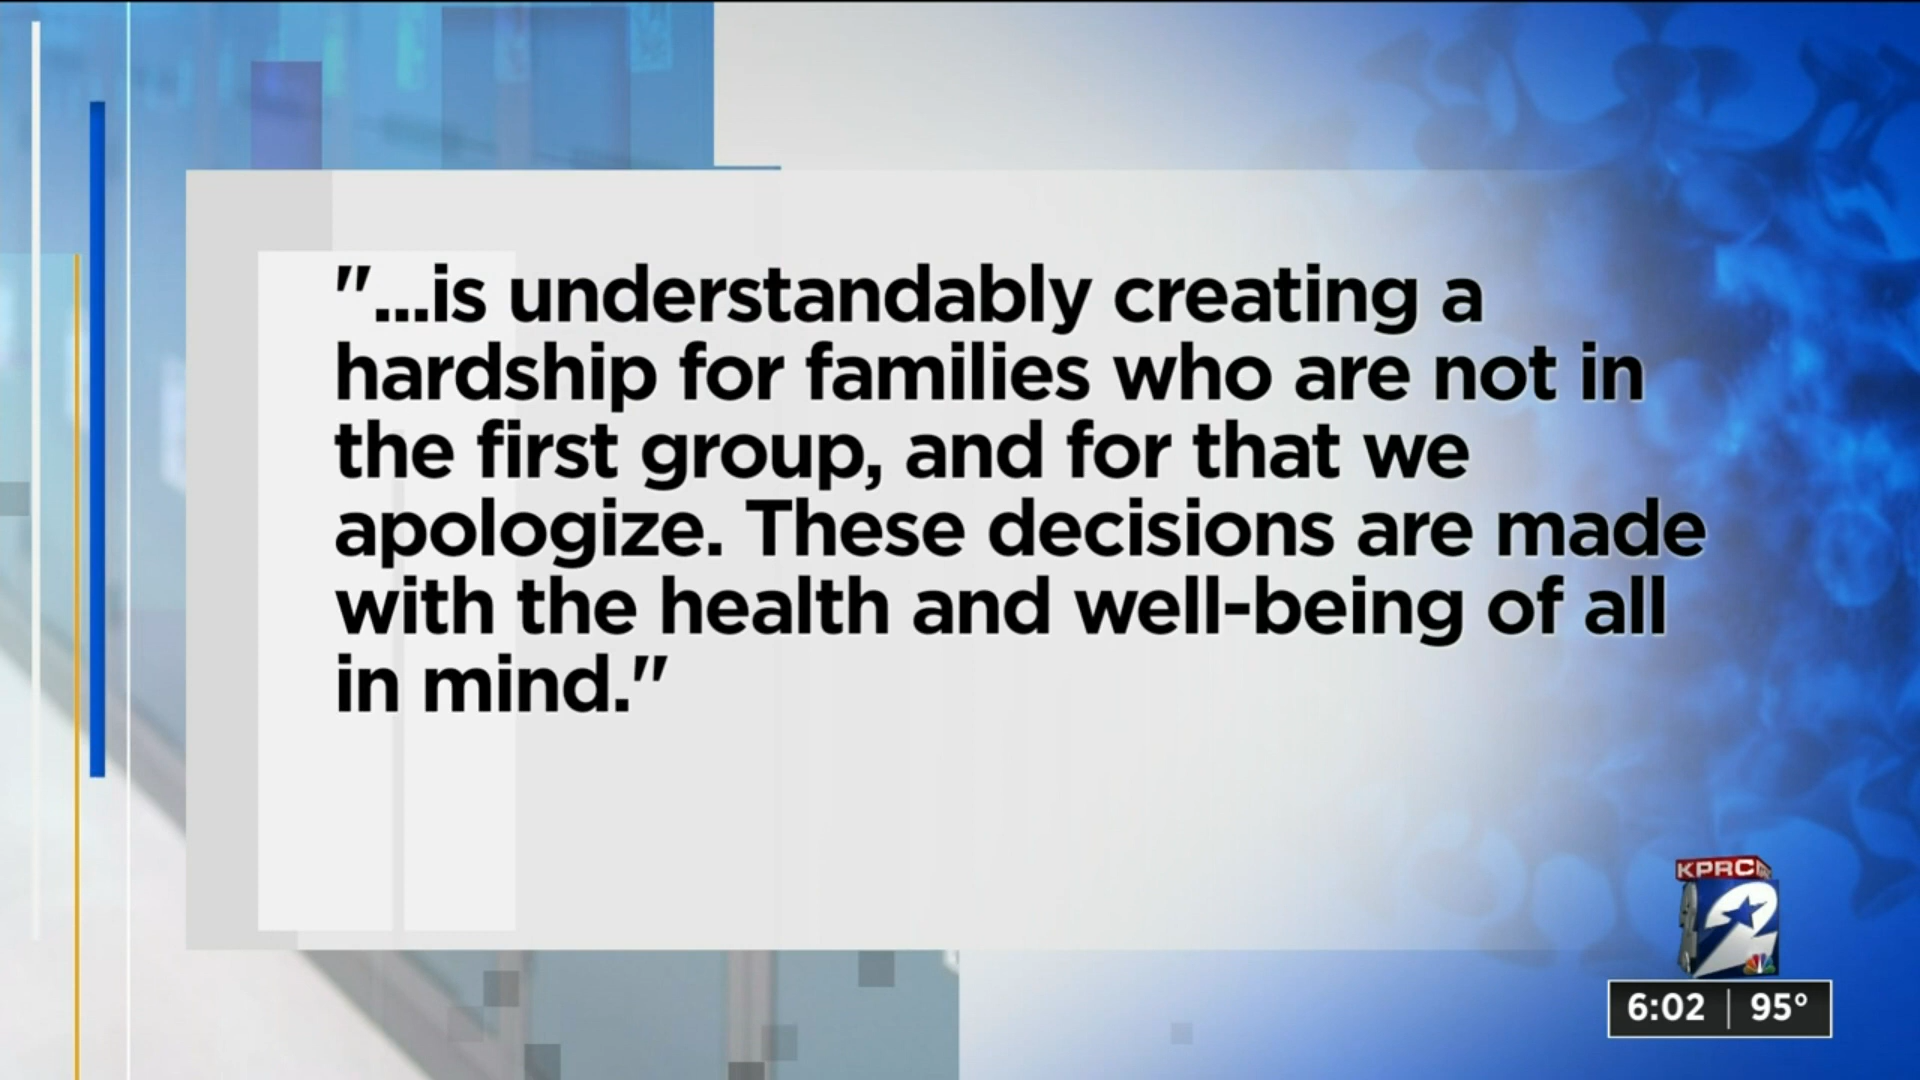 "...is understandably creating a
hardship for families who are not in
the first group, and for that we
apologize. These decisions are made
with the health and well-being of all
in mind."
KPRC
2
6:02 | 95°